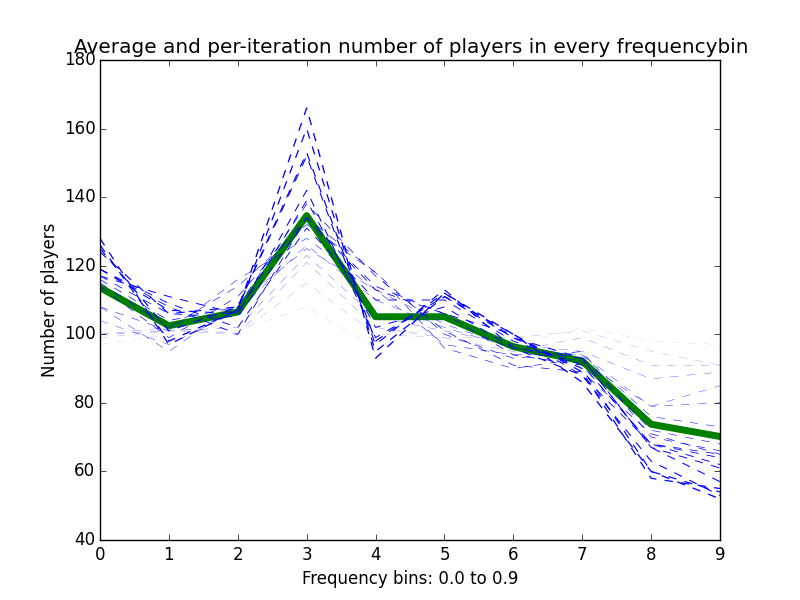 Average and per-iteration number of players in every frequencybin
180
160
140
120
100
80
60
40
Number of players
0 1 2 3 4 5 6 7 8 9
Frequency bins: 0.0 to 0.9